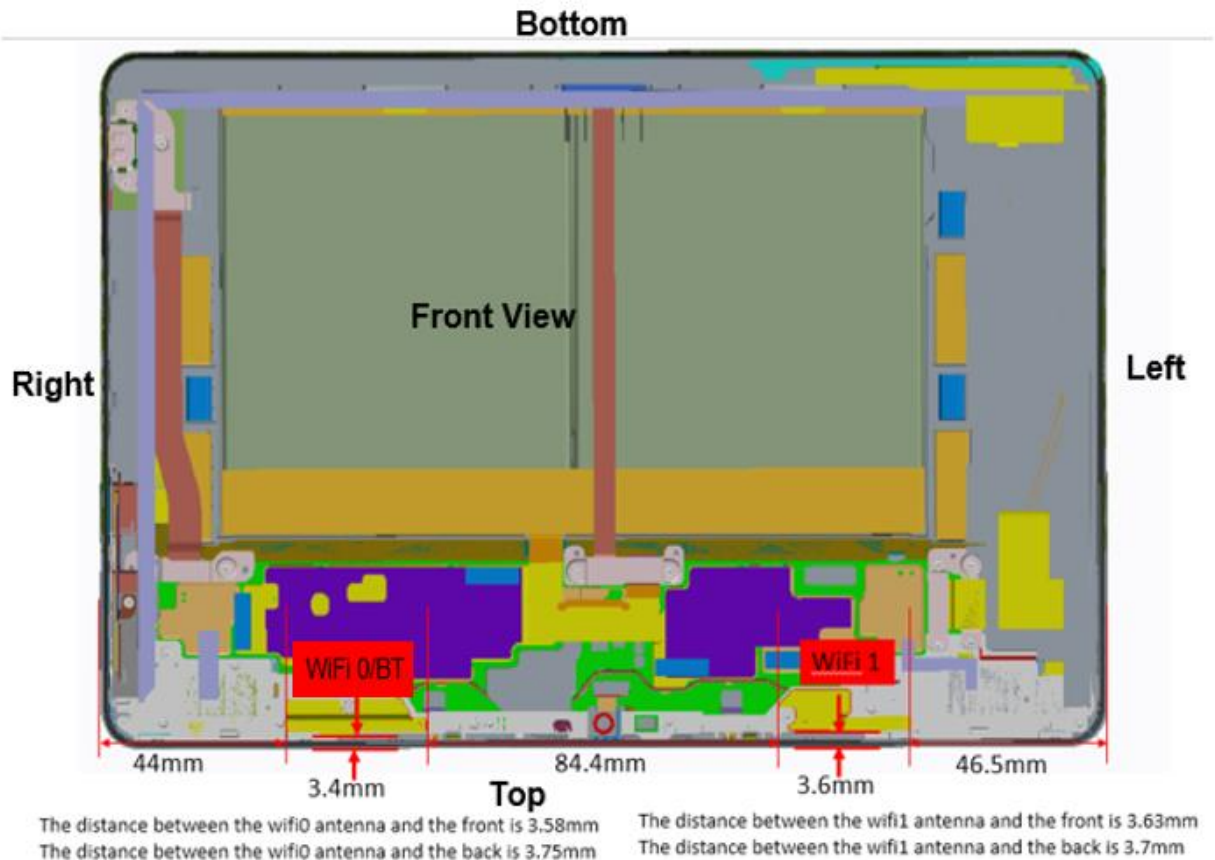 Bottom
Front View
Right
Left
WiFi 0/BT
WiFi 1
44mm
84.4mm
46.5mm
3.4mm
3.6mm
Top
The distance between the wifi0 antenna and the front is 3.58mm
The distance between the wifi0 antenna and the back is 3.75mm
The distance between the wifi1 antenna and the front is 3.63mm
The distance between the wifi1 antenna and the back is 3.7mm